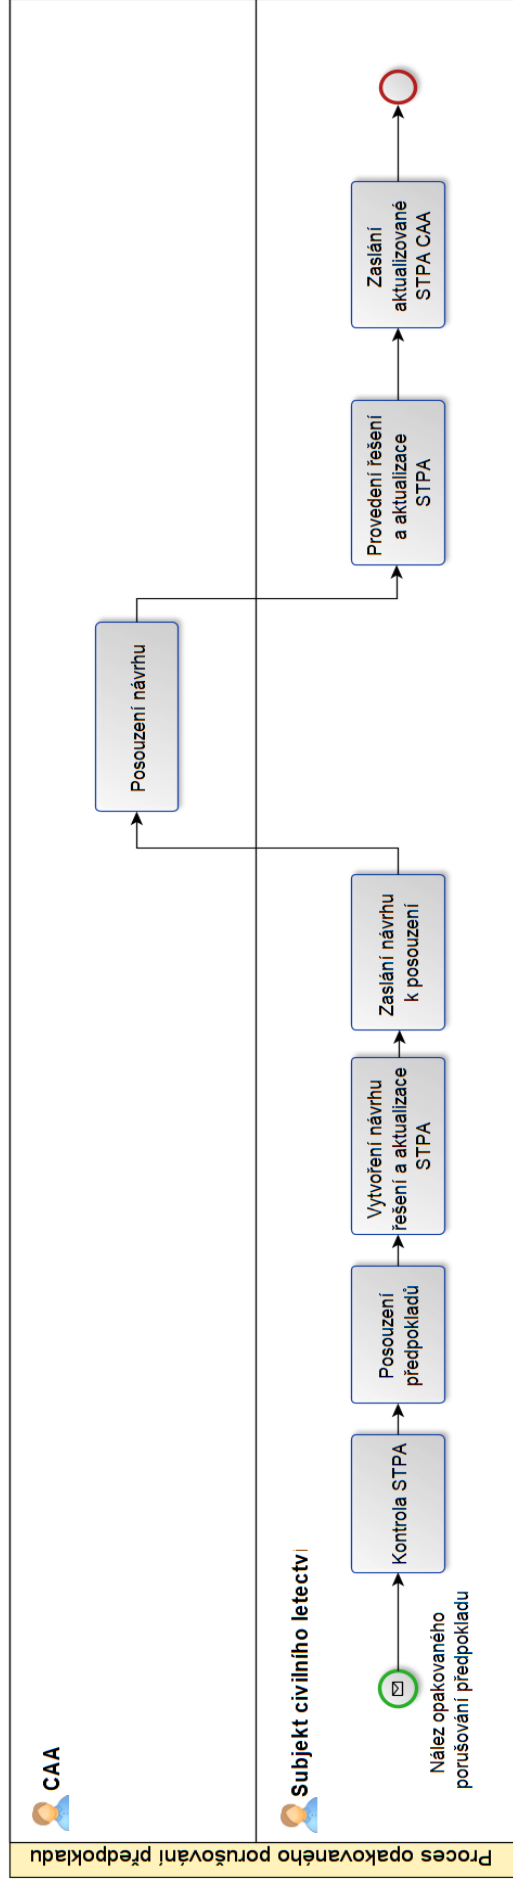 Proces opakovaného porušování předpokladu
CAA
Posouzení návrhu
Subjekt civilního letectví
Nález opakovaného
porušování předpokladu
Kontrola STPA
Posouzení
předpokladů
Vytvoření návrhu
řešení a aktualizace
STPA
Zaslání návrhu
k posouzení
Provedení řešení
a aktualizace
STPA
Zaslání
aktualizované
STPA CAA